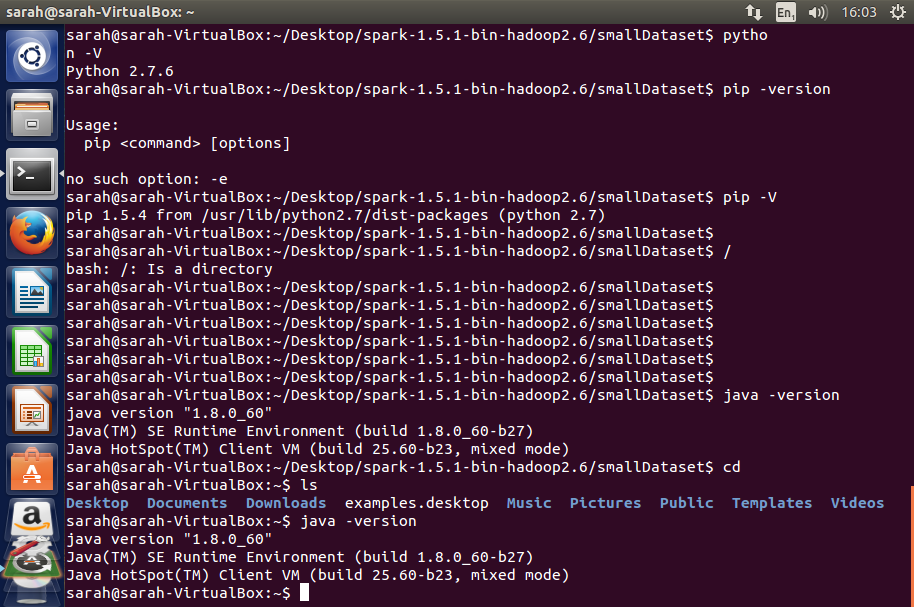 sarah@sarah-VirtualBox: ~
En1
16:03
sarah@sarah-VirtualBox:~/Desktop/spark-1.5.1-bin-hadoop2.6/smallDataset$ pytho
n -V
Python 2.7.6
sarah@sarah-VirtualBox:~/Desktop/spark-1.5.1-bin-hadoop2.6/smallDataset$ pip -version
Usage:
  pip <command> [options]
no such option: -e
sarah@sarah-VirtualBox:~/Desktop/spark-1.5.1-bin-hadoop2.6/smallDataset$ pip -V
pip 1.5.4 from /usr/lib/python2.7/dist-packages (python 2.7)
sarah@sarah-VirtualBox:~/Desktop/spark-1.5.1-bin-hadoop2.6/smallDataset$
sarah@sarah-VirtualBox:~/Desktop/spark-1.5.1-bin-hadoop2.6/smallDataset$ /
bash: /: Is a directory
sarah@sarah-VirtualBox:~/Desktop/spark-1.5.1-bin-hadoop2.6/smallDataset$
sarah@sarah-VirtualBox:~/Desktop/spark-1.5.1-bin-hadoop2.6/smallDataset$
sarah@sarah-VirtualBox:~/Desktop/spark-1.5.1-bin-hadoop2.6/smallDataset$
sarah@sarah-VirtualBox:~/Desktop/spark-1.5.1-bin-hadoop2.6/smallDataset$
sarah@sarah-VirtualBox:~/Desktop/spark-1.5.1-bin-hadoop2.6/smallDataset$
sarah@sarah-VirtualBox:~/Desktop/spark-1.5.1-bin-hadoop2.6/smallDataset$
sarah@sarah-VirtualBox:~/Desktop/spark-1.5.1-bin-hadoop2.6/smallDataset$ java -version
java version "1.8.0_60"
Java(TM) SE Runtime Environment (build 1.8.0_60-b27)
Java HotSpot(TM) Client VM (build 25.60-b23, mixed mode)
sarah@sarah-VirtualBox:~/Desktop/spark-1.5.1-bin-hadoop2.6/smallDataset$ cd
sarah@sarah-VirtualBox:~$ ls
Desktop  Documents  Downloads  examples.desktop  Music  Pictures  Public  Templates  Videos
sarah@sarah-VirtualBox:~$ java -version
java version "1.8.0_60"
Java(TM) SE Runtime Environment (build 1.8.0_60-b27)
Java HotSpot(TM) Client VM (build 25.60-b23, mixed mode)
sarah@sarah-VirtualBox:~$